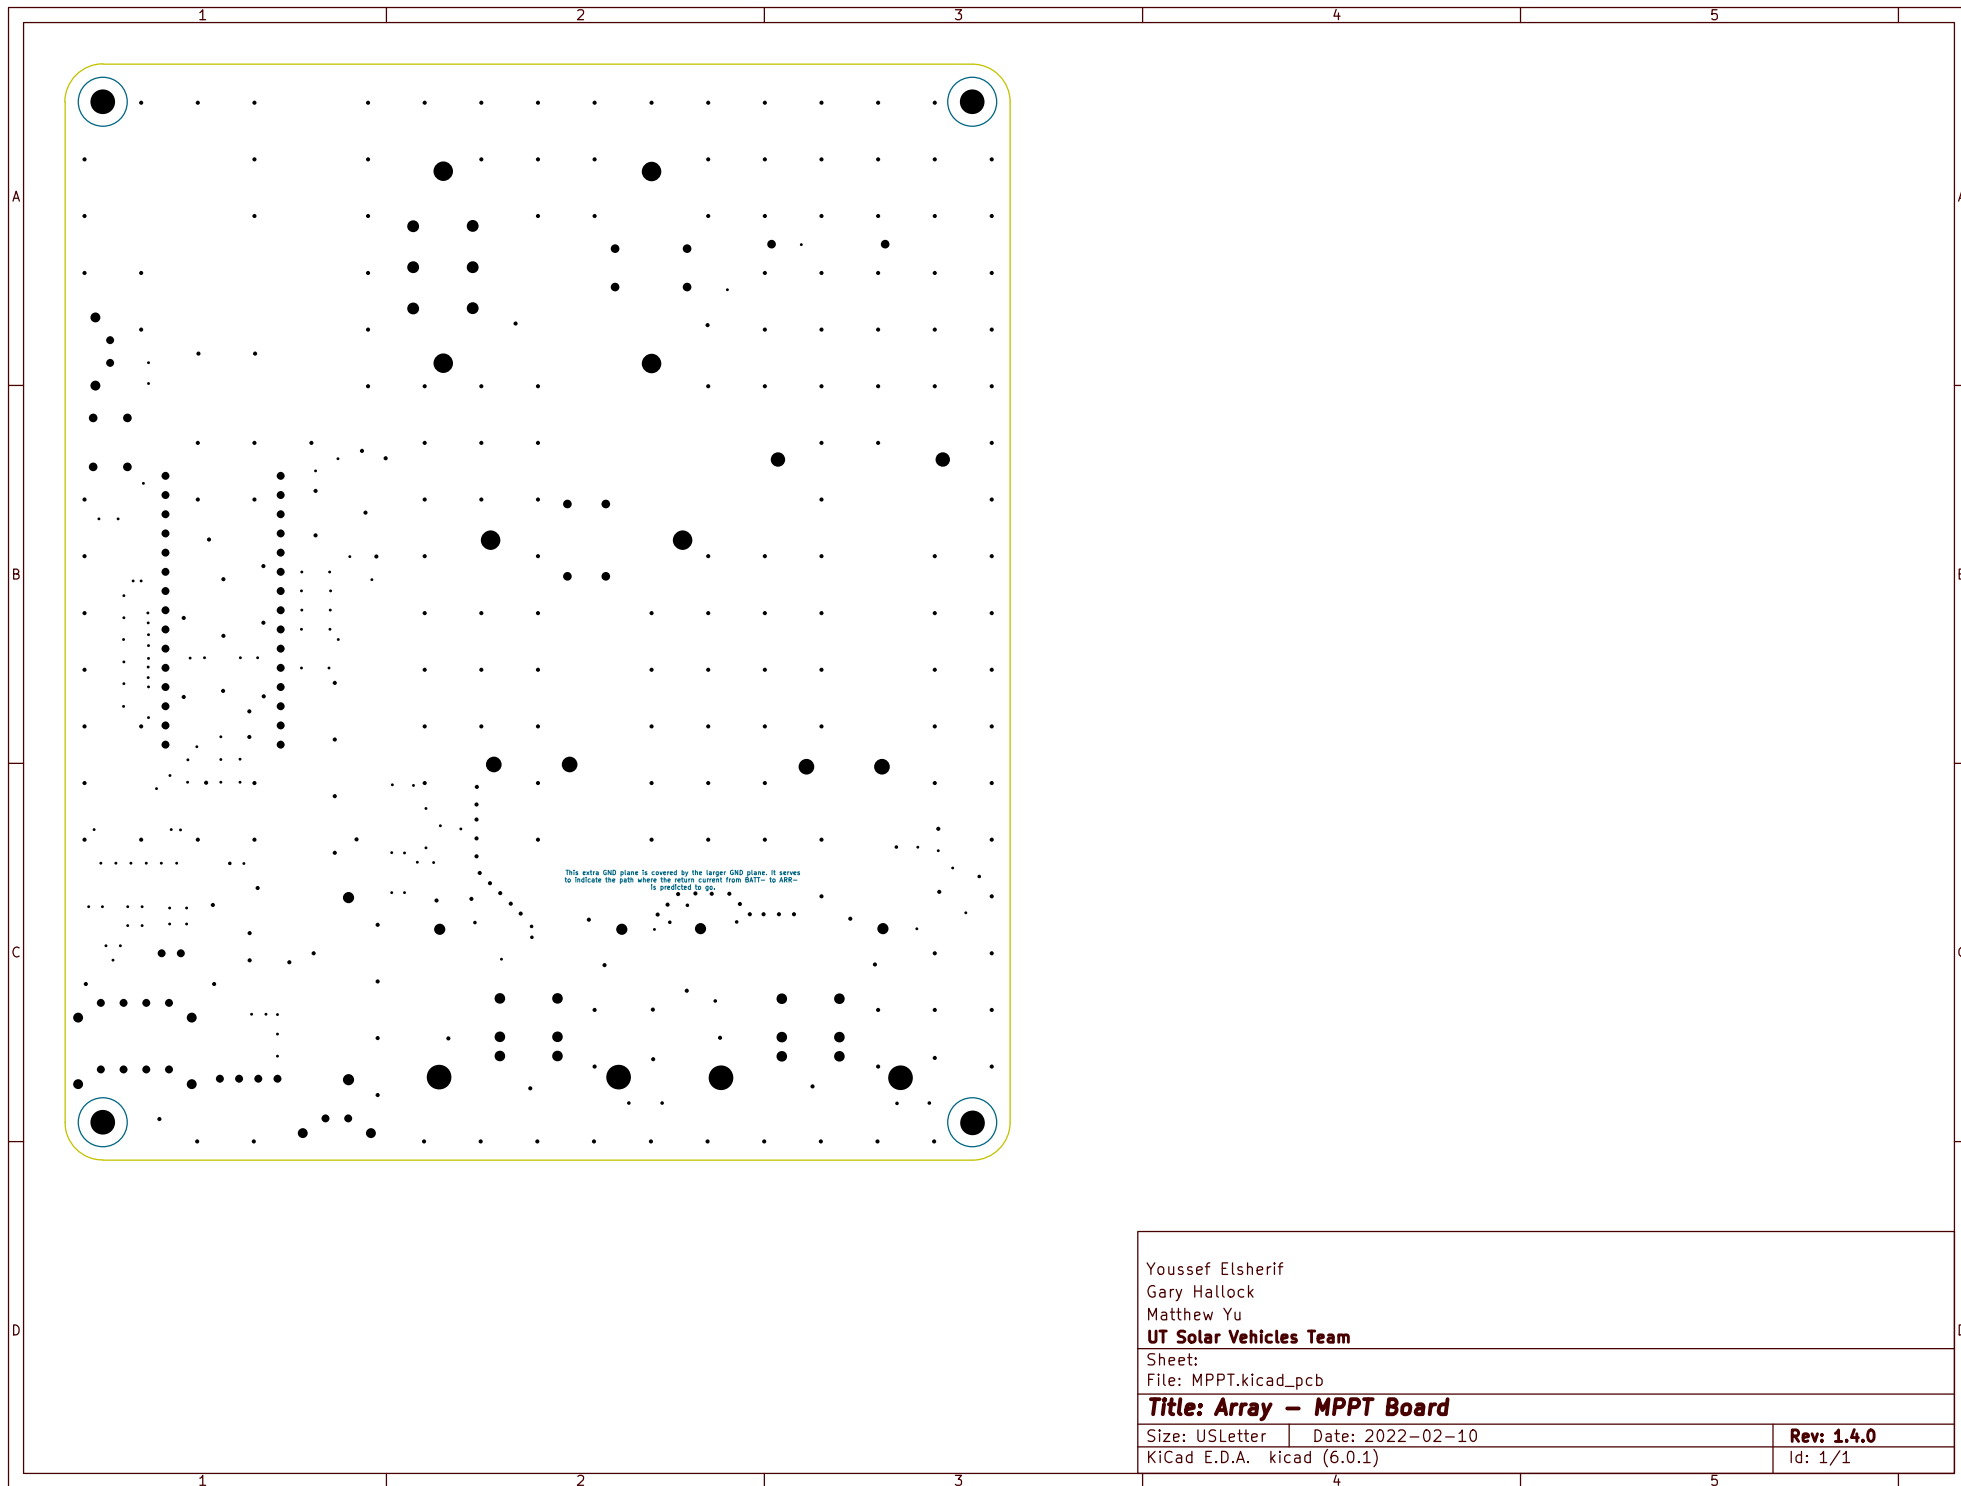 1 2 3 4 5
A A
This extra GND plane is covered by the larger GND plane. It serves
to indicate the path where the return current from BATT- to ARR-
is predicted to go.
B
C
D
Youssef Elsherif
Gary Hallock
Matthew Yu
UT Solar Vehicles Team
Sheet:
File: MPPT.kicad_pcb
Title: Array - MPPT Board
Size: USLetter Date: 2022-02-10 Rev: 1.4.0
KiCad E.D.A. kicad (6.0.1) Id: 1/1
1 2 3 4 5